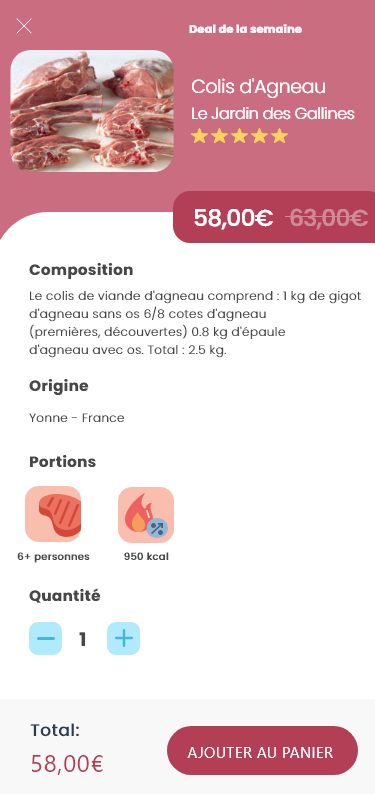 Deal de la semaine
Colis d'Agneau
Le Jardin des Gallines
58,00€ 63,00€
Composition
Le colis de viande d'agneau comprend : 1 kg de gigot
d'agneau sans os 6/8 cotes d'agneau
(premières, découvertes) 0.8 kg d'épaule
d'agneau avec os. Total : 2.5 kg.
Origine
Yonne - France
Portions
6+ personnes 950 kcal
Quantité
1
Total:
58,00€
AJOUTER AU PANIER